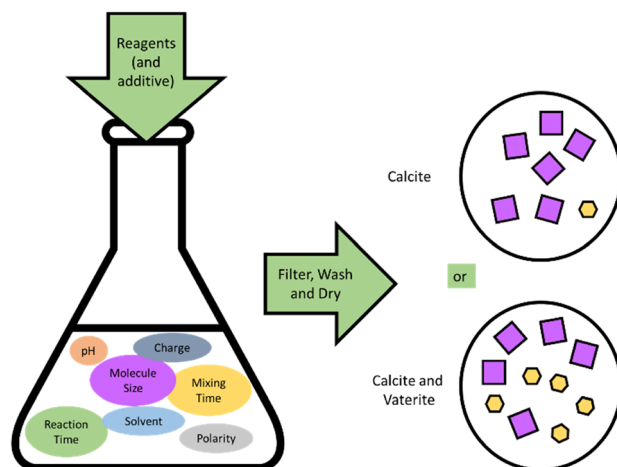 Reagents
(and
additive)
Calcite
Filter, Wash
and Dry
or
pH
Charge
Molecule
Size
Mixing
Time
Calcite and
Vaterite
Reaction
Time
Solvent
Polarity